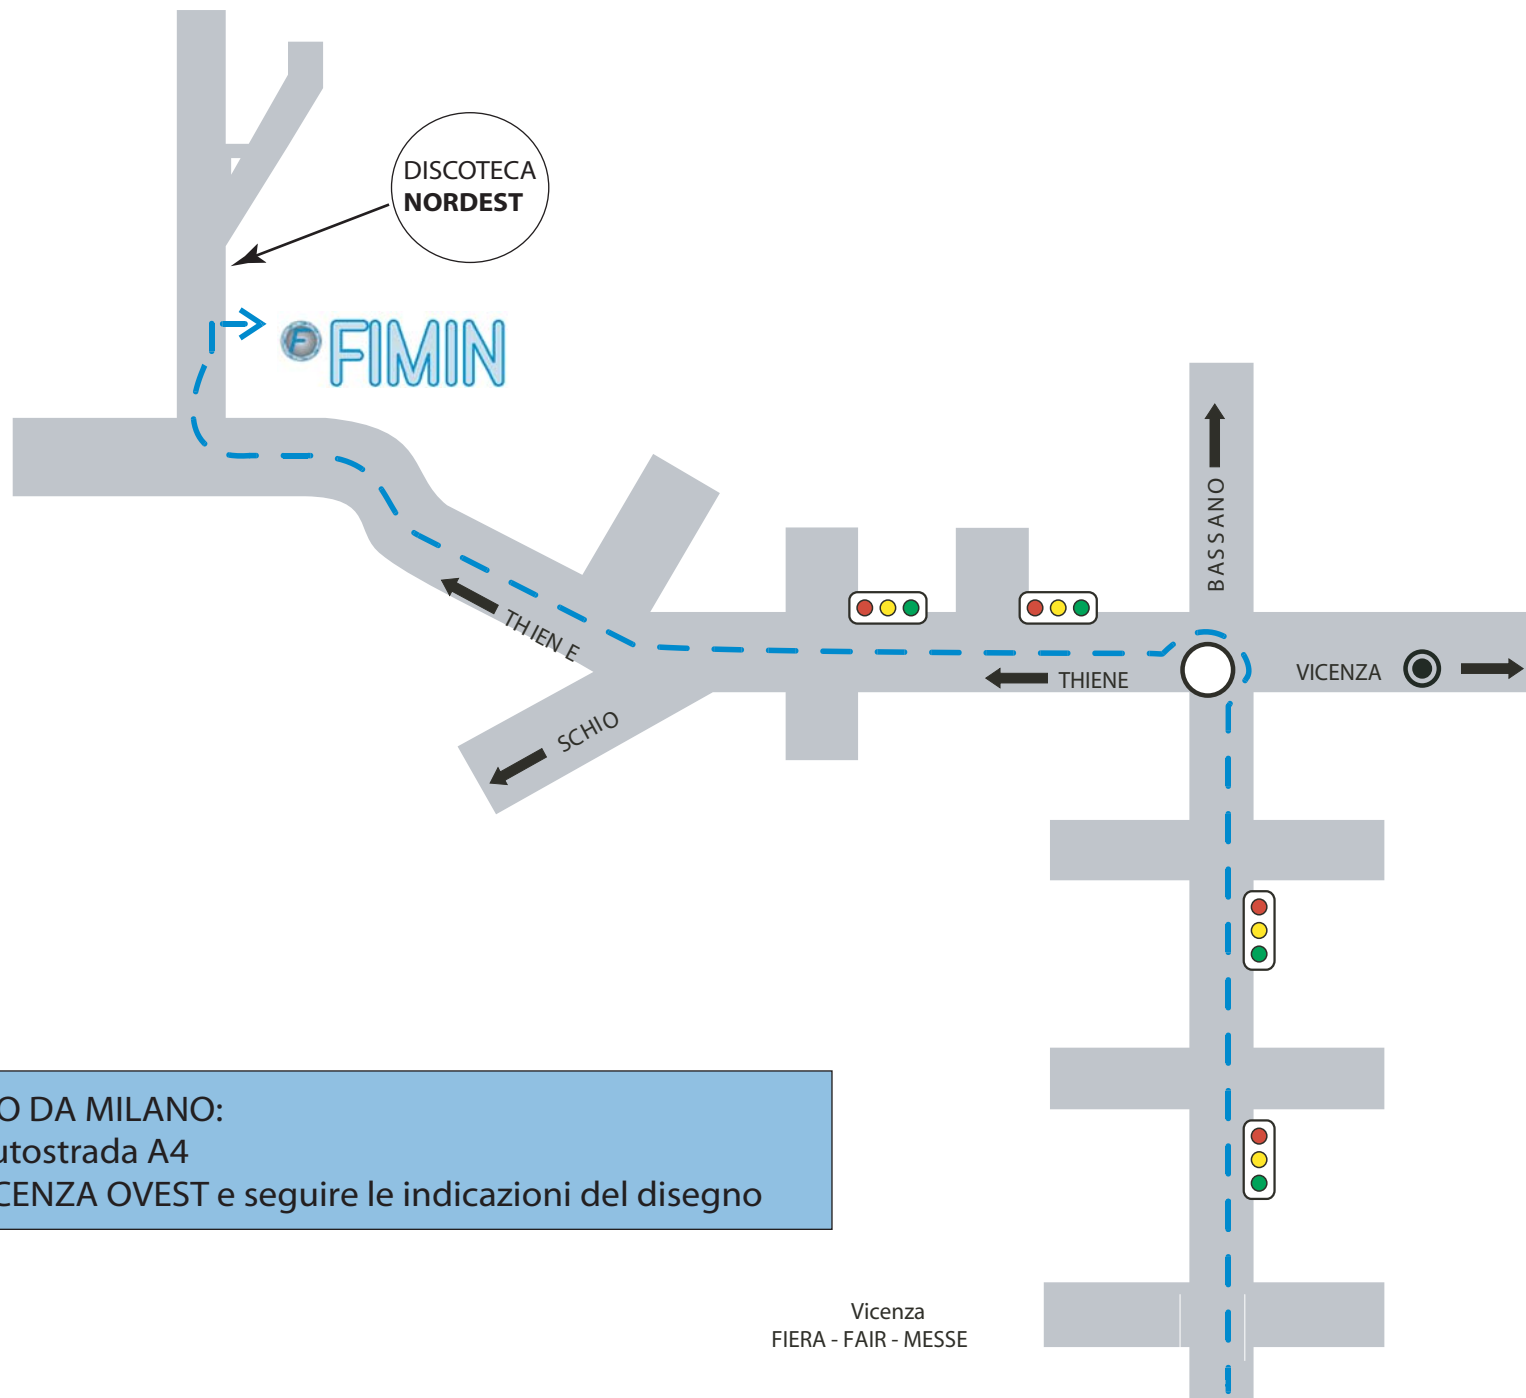 DISCOTECA
NORDEST
F FIMIN
BASSANO
THIENE
THIENE
VICENZA
SCHIO
O DA MILANO:
utostrada A4
CENZA OVEST e seguire le indicazioni del disegno
Vicenza
FIERA - FAIR - MESSE